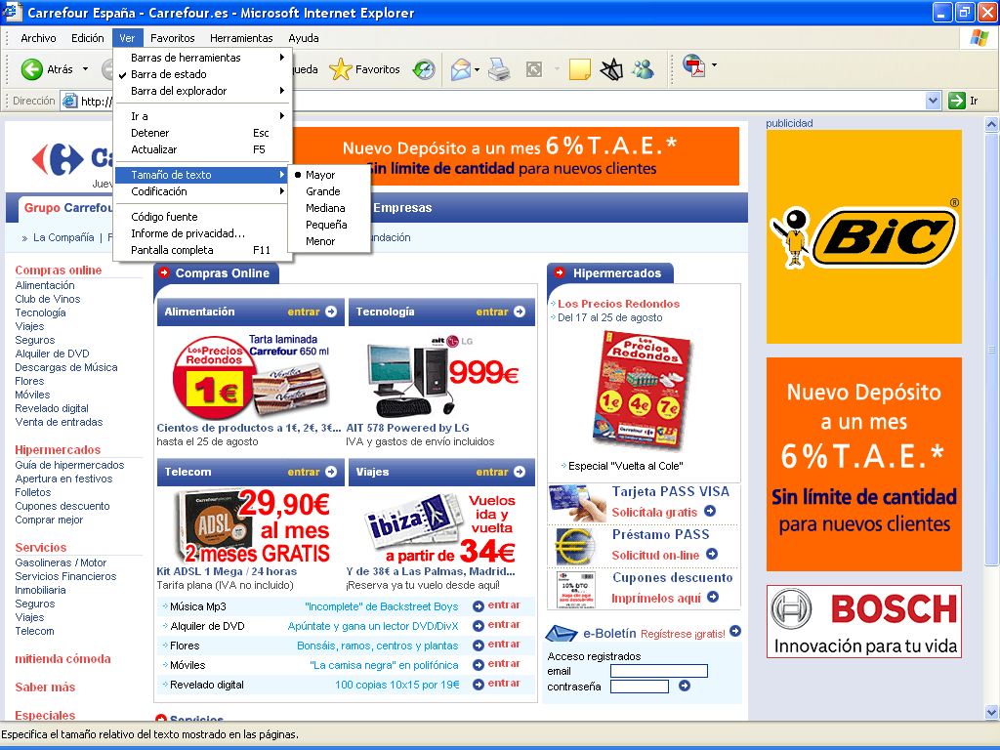 Carrefour España - Carrefour.es - Microsoft Internet Explorer
Archivo Edición Ver Favoritos Herramientas Ayuda
Atrás
Favoritos
Dirección http://
Ir
Barras de herramientas
Barra de estado
Barra del explorador
Ir a
Detener Esc
Actualizar F5
Tamaño de texto
Codificación
Código fuente
Informe de privacidad...
Pantalla completa F11
Mayor
Grande
Mediana
Pequeña
Menor
Nuevo Depósito a un mes 6% T.A.E.*
Sin límite de cantidad para nuevos clientes
publicidad
Grupo Carrefour
Empresas
» La Compañía |
Compras online
Alimentación
Club de Vinos
Tecnología
Viajes
Seguros
Alquiler de DVD
Descargas de Música
Flores
Móviles
Revelado digital
Venta de entradas
Hipermercados
Guía de hipermercados
Apertura en festivos
Folletos
Cupones descuento
Comprar mejor
Servicios
Gasolineras / Motor
Servicios Financieros
Inmobiliaria
Seguros
Viajes
Telecom
mitienda cómoda
Saber más
Especiales
Compras Online
Alimentación entrar
Los Precios Redondos
1€
Tarta laminada
Carrefour 650 ml
Cientos de productos a 1€, 2€, 3€...
hasta el 25 de agosto
Tecnología entrar
ait LG
999€
AIT 578 Powered by LG
IVA y gastos de envío incluidos
Telecom entrar
ADSL
29,90€
al mes
2 meses GRATIS
Kit ADSL 1 Mega / 24 horas
Tarifa plana (IVA no incluido)
Viajes entrar
ibiza
Vuelos
ida y
vuelta
a partir de 34€
Y de 38€ a Las Palmas, Madrid...
¡Reserva ya tu vuelo desde aquí!
Música Mp3 "Incomplete" de Backstreet Boys entrar
Alquiler de DVD Apúntate y gana un lector DVD/DivX entrar
Flores Bonsáis, ramos, centros y plantas entrar
Móviles "La camisa negra" en polifónica entrar
Revelado digital 100 copias 10x15 por 19€ entrar
Servicios
Hipermercados
Los Precios Redondos
Del 17 al 25 de agosto
Los Precios
Redondos
1€ 4€ 7€
Especial "Vuelta al Cole"
Tarjeta PASS VISA
Solicítala gratis
Préstamo PASS
Solicitud on-line
Cupones descuento
Imprímelos aquí
e-Boletín Regístrese ¡gratis!
Acceso registrados
email
contraseña
BIC®
Nuevo Depósito
a un mes
6% T.A.E.*
Sin límite de cantidad
para nuevos clientes
BOSCH
Innovación para tu vida
Especifica el tamaño relativo del texto mostrado en las páginas.